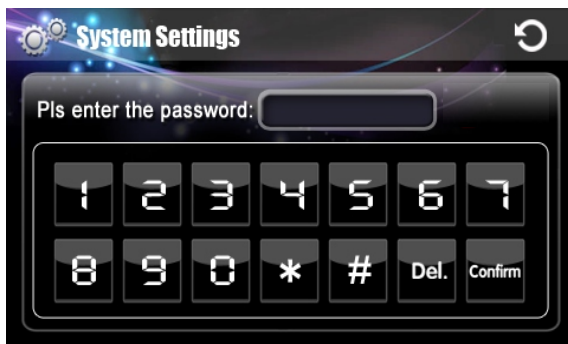 System Settings
Pls enter the password:
1 2 3 4 5 6 7
8 9 0 * # Del. Confirm